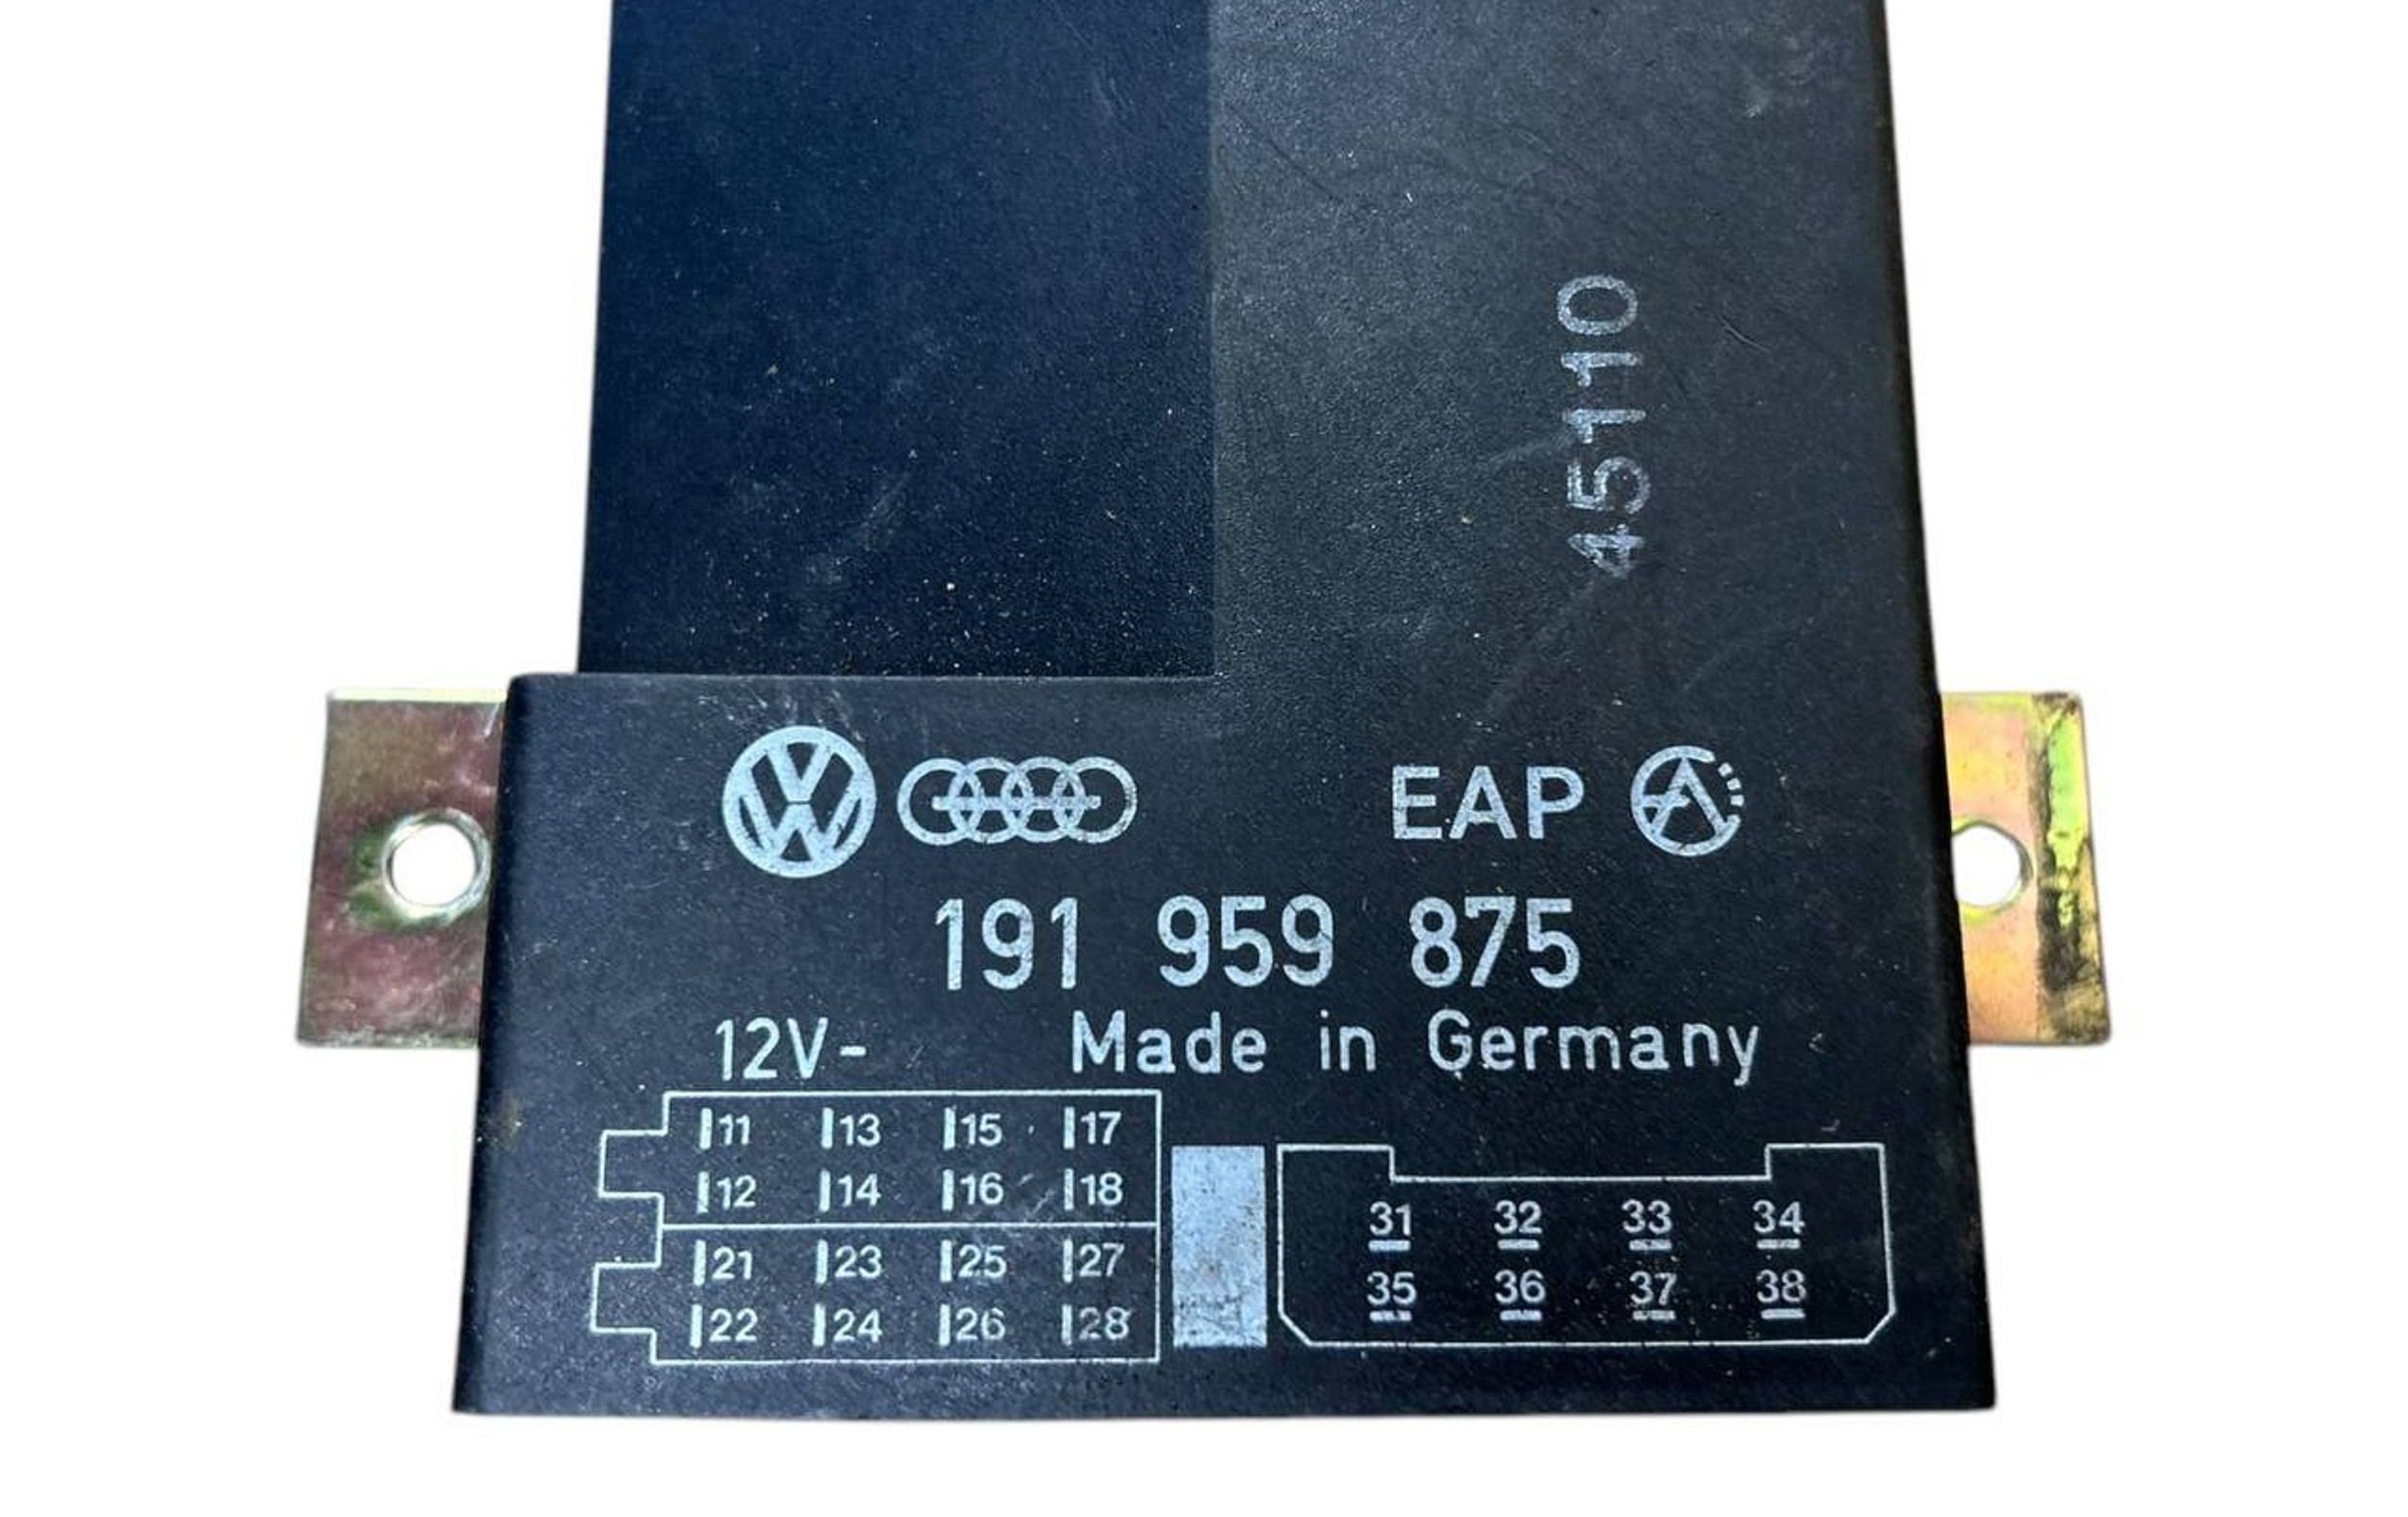 45110
EAP
191 959 875
12V-
Made in Germany
11 13 15 17
12 14 16 18
21 23 25 27
22 24 26 28
31 32 33 34
35 36 37 38